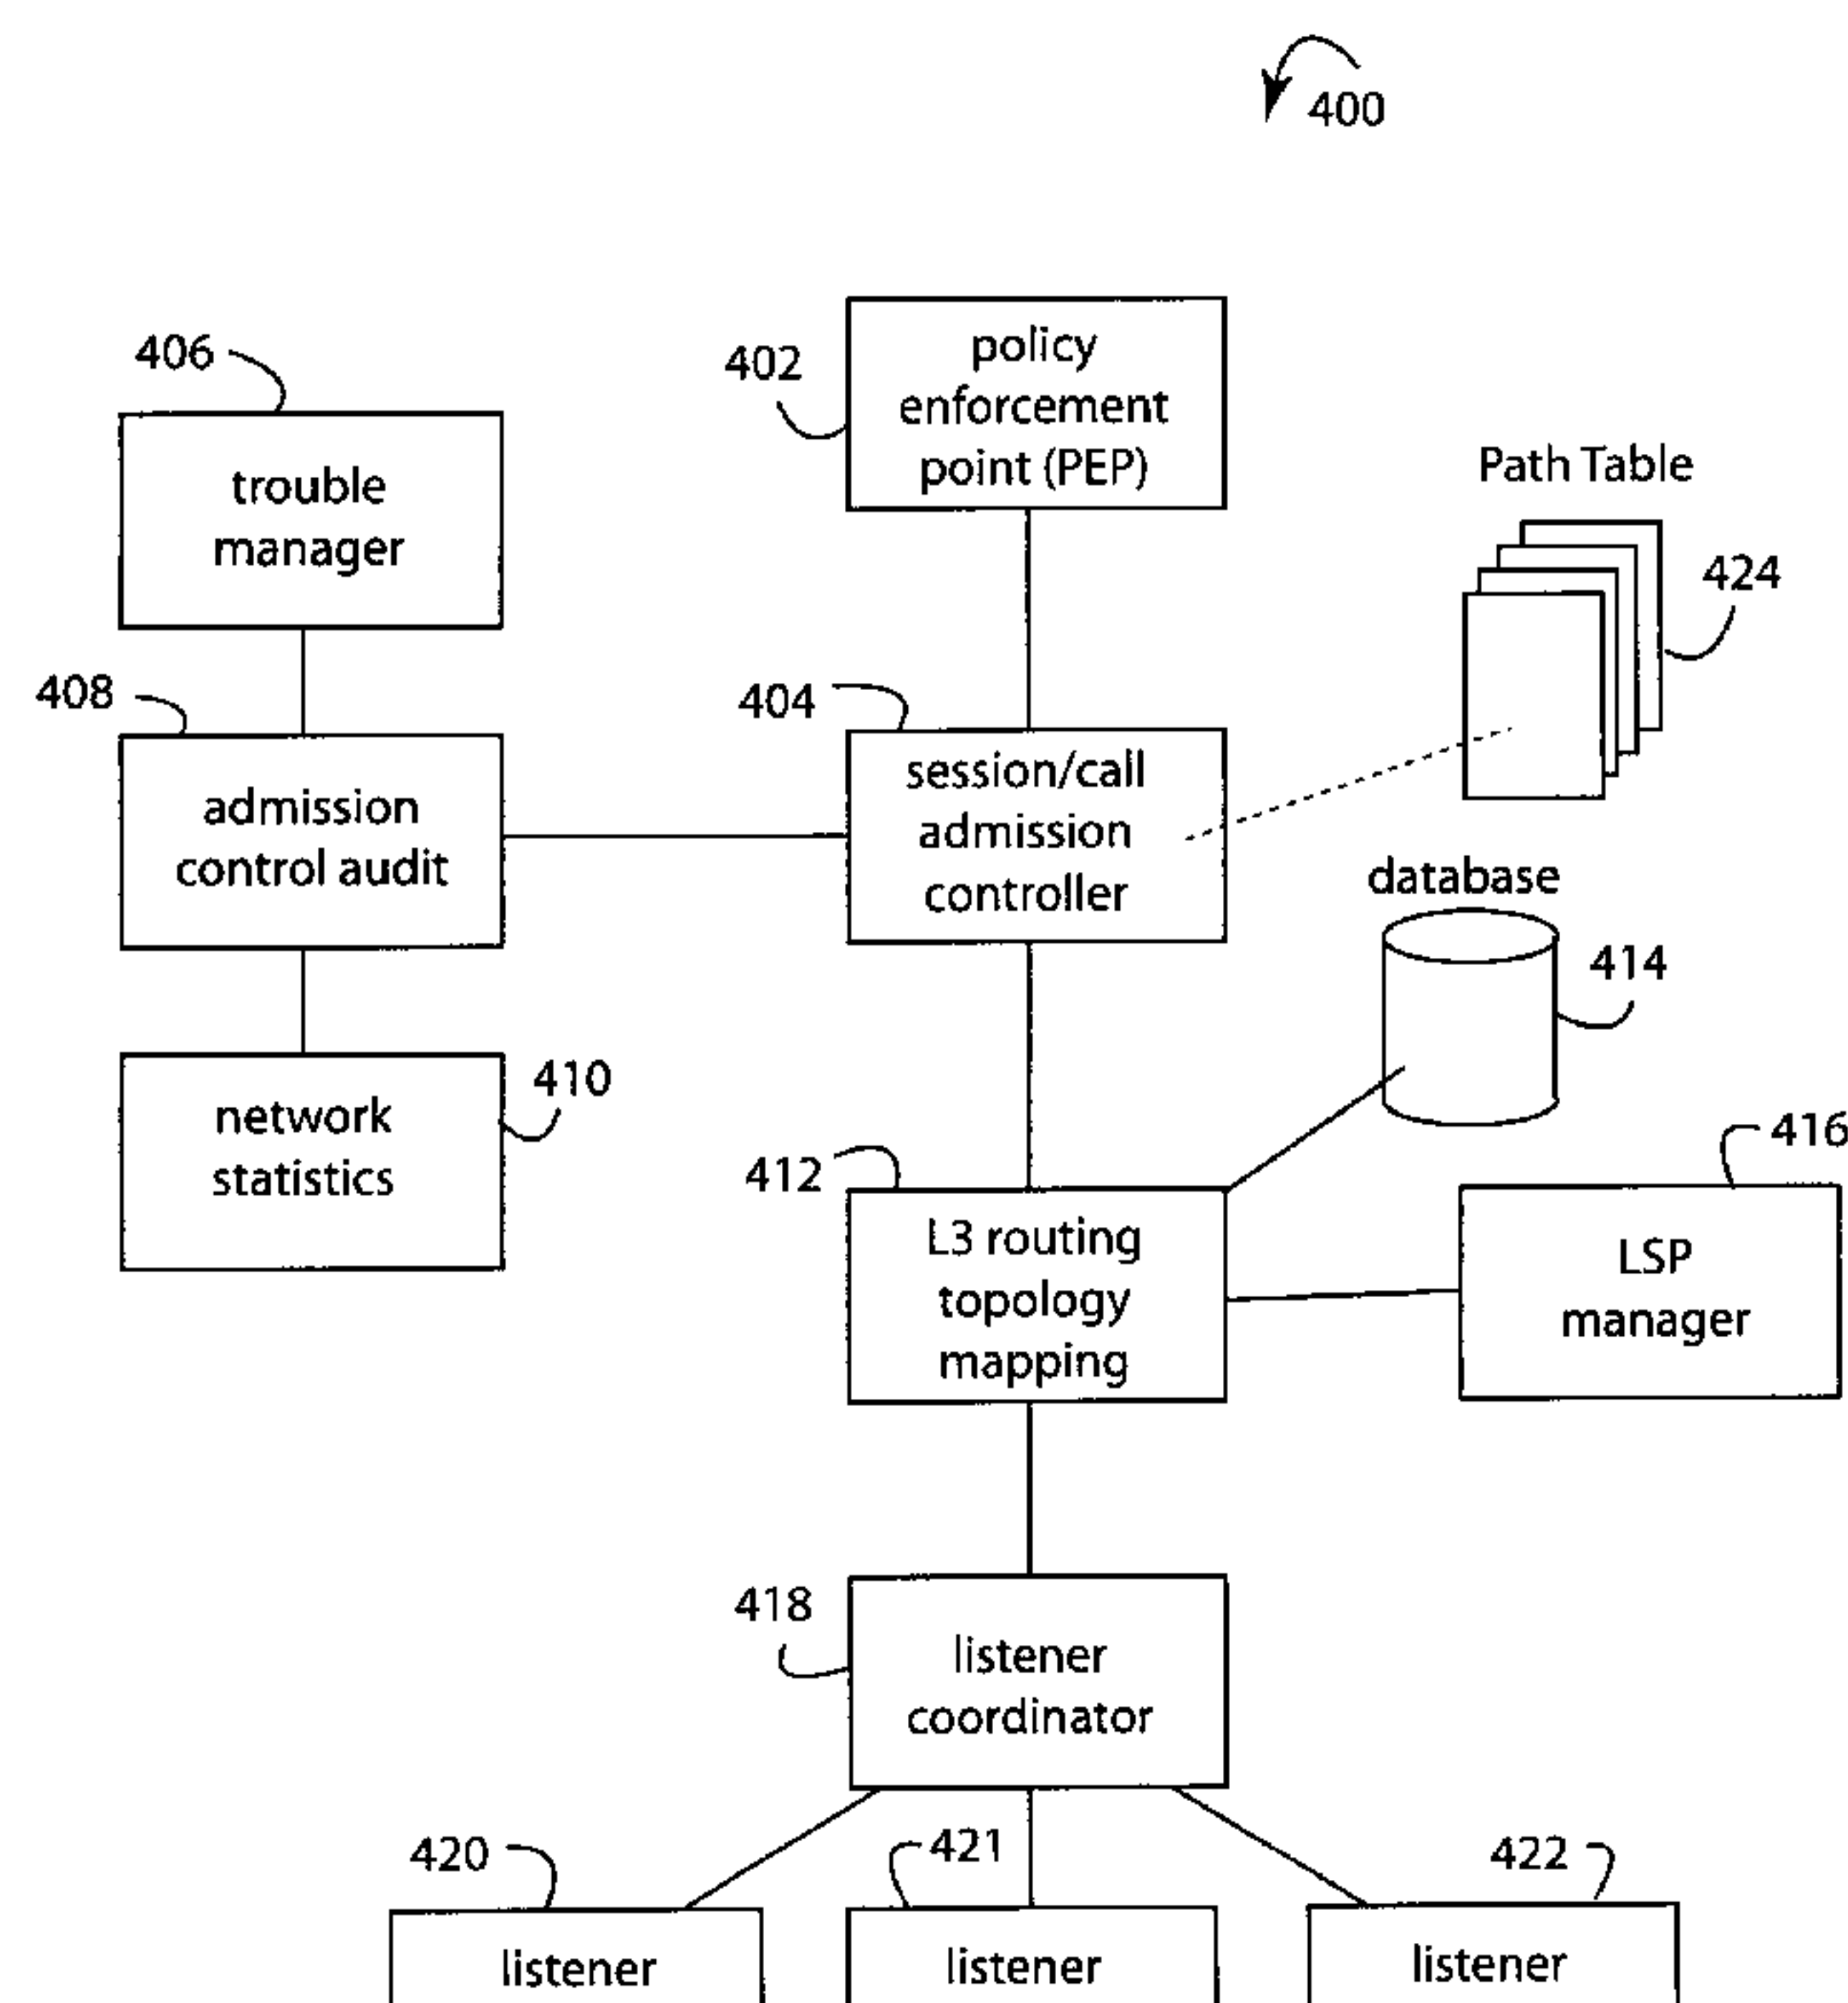 400
406
402
policy
enforcement
point (PEP)
trouble
manager
Path Table
424
408
404
session/call
admission
controller
admission
control audit
database
414
410
network
statistics
416
412
L3 routing
topology
mapping
LSP
manager
418
listener
coordinator
420
421
422
listener
listener
listener